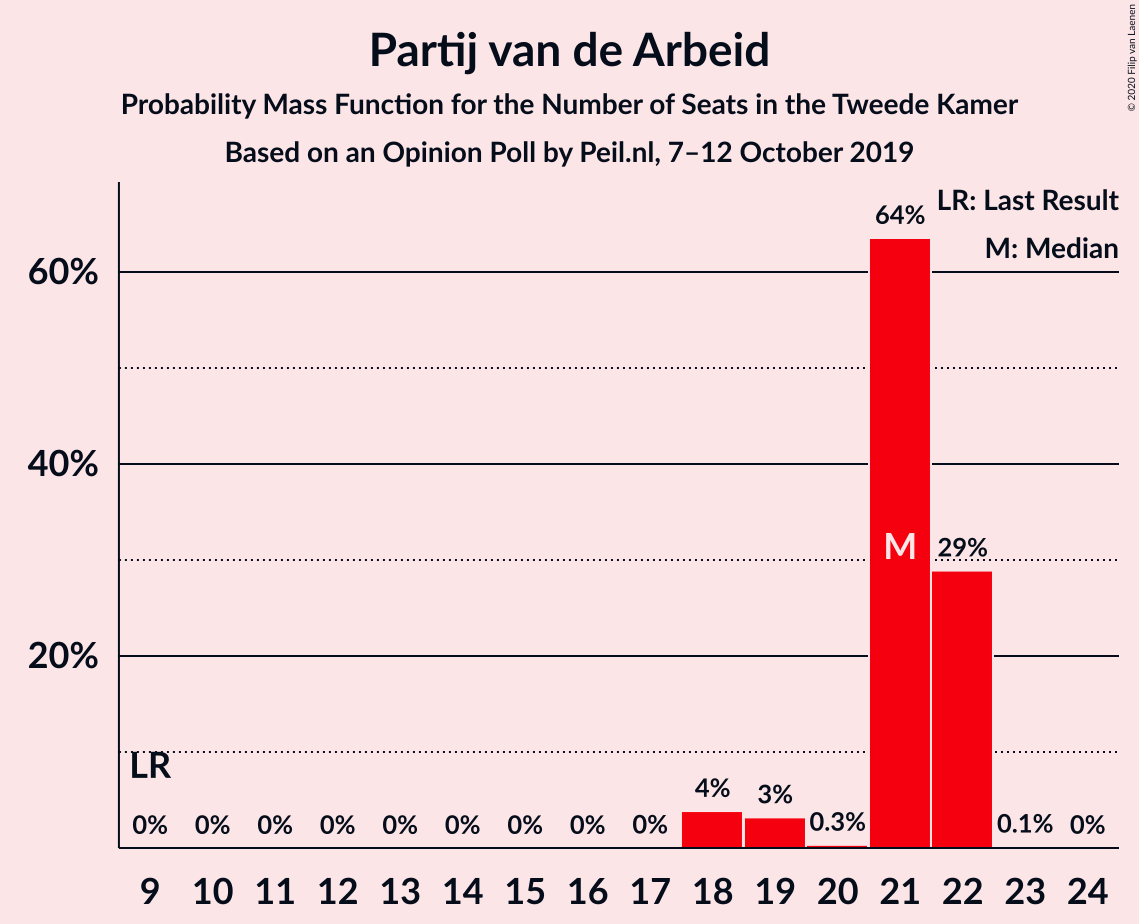 Partij van de Arbeid
Probability Mass Function for the Number of Seats in the Tweede Kamer
Based on an Opinion Poll by Peil.nl, 7–12 October 2019
© 2020 Filip van Laenen
LR: Last Result
M: Median
60%
40%
20%
LR
M
0% 0% 0% 0% 0% 0% 0% 0% 0% 4% 3% 0.3% 64% 29% 0.1% 0%
9 10 11 12 13 14 15 16 17 18 19 20 21 22 23 24